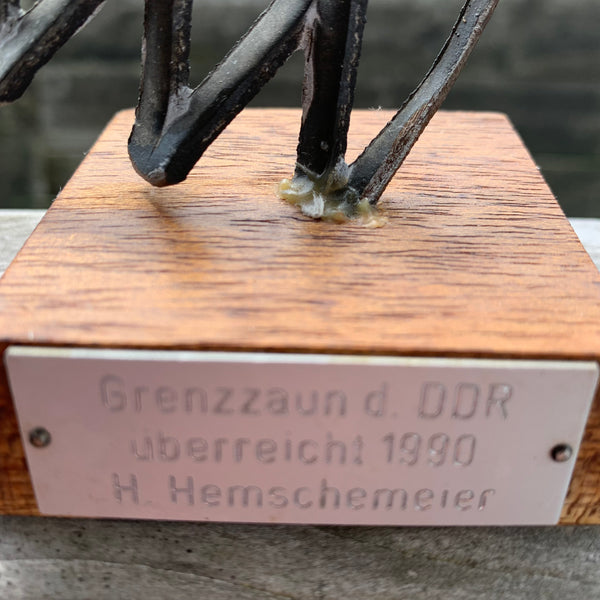 Grenzzaun d. DDR
überreicht 1990
H. Hemschemeier